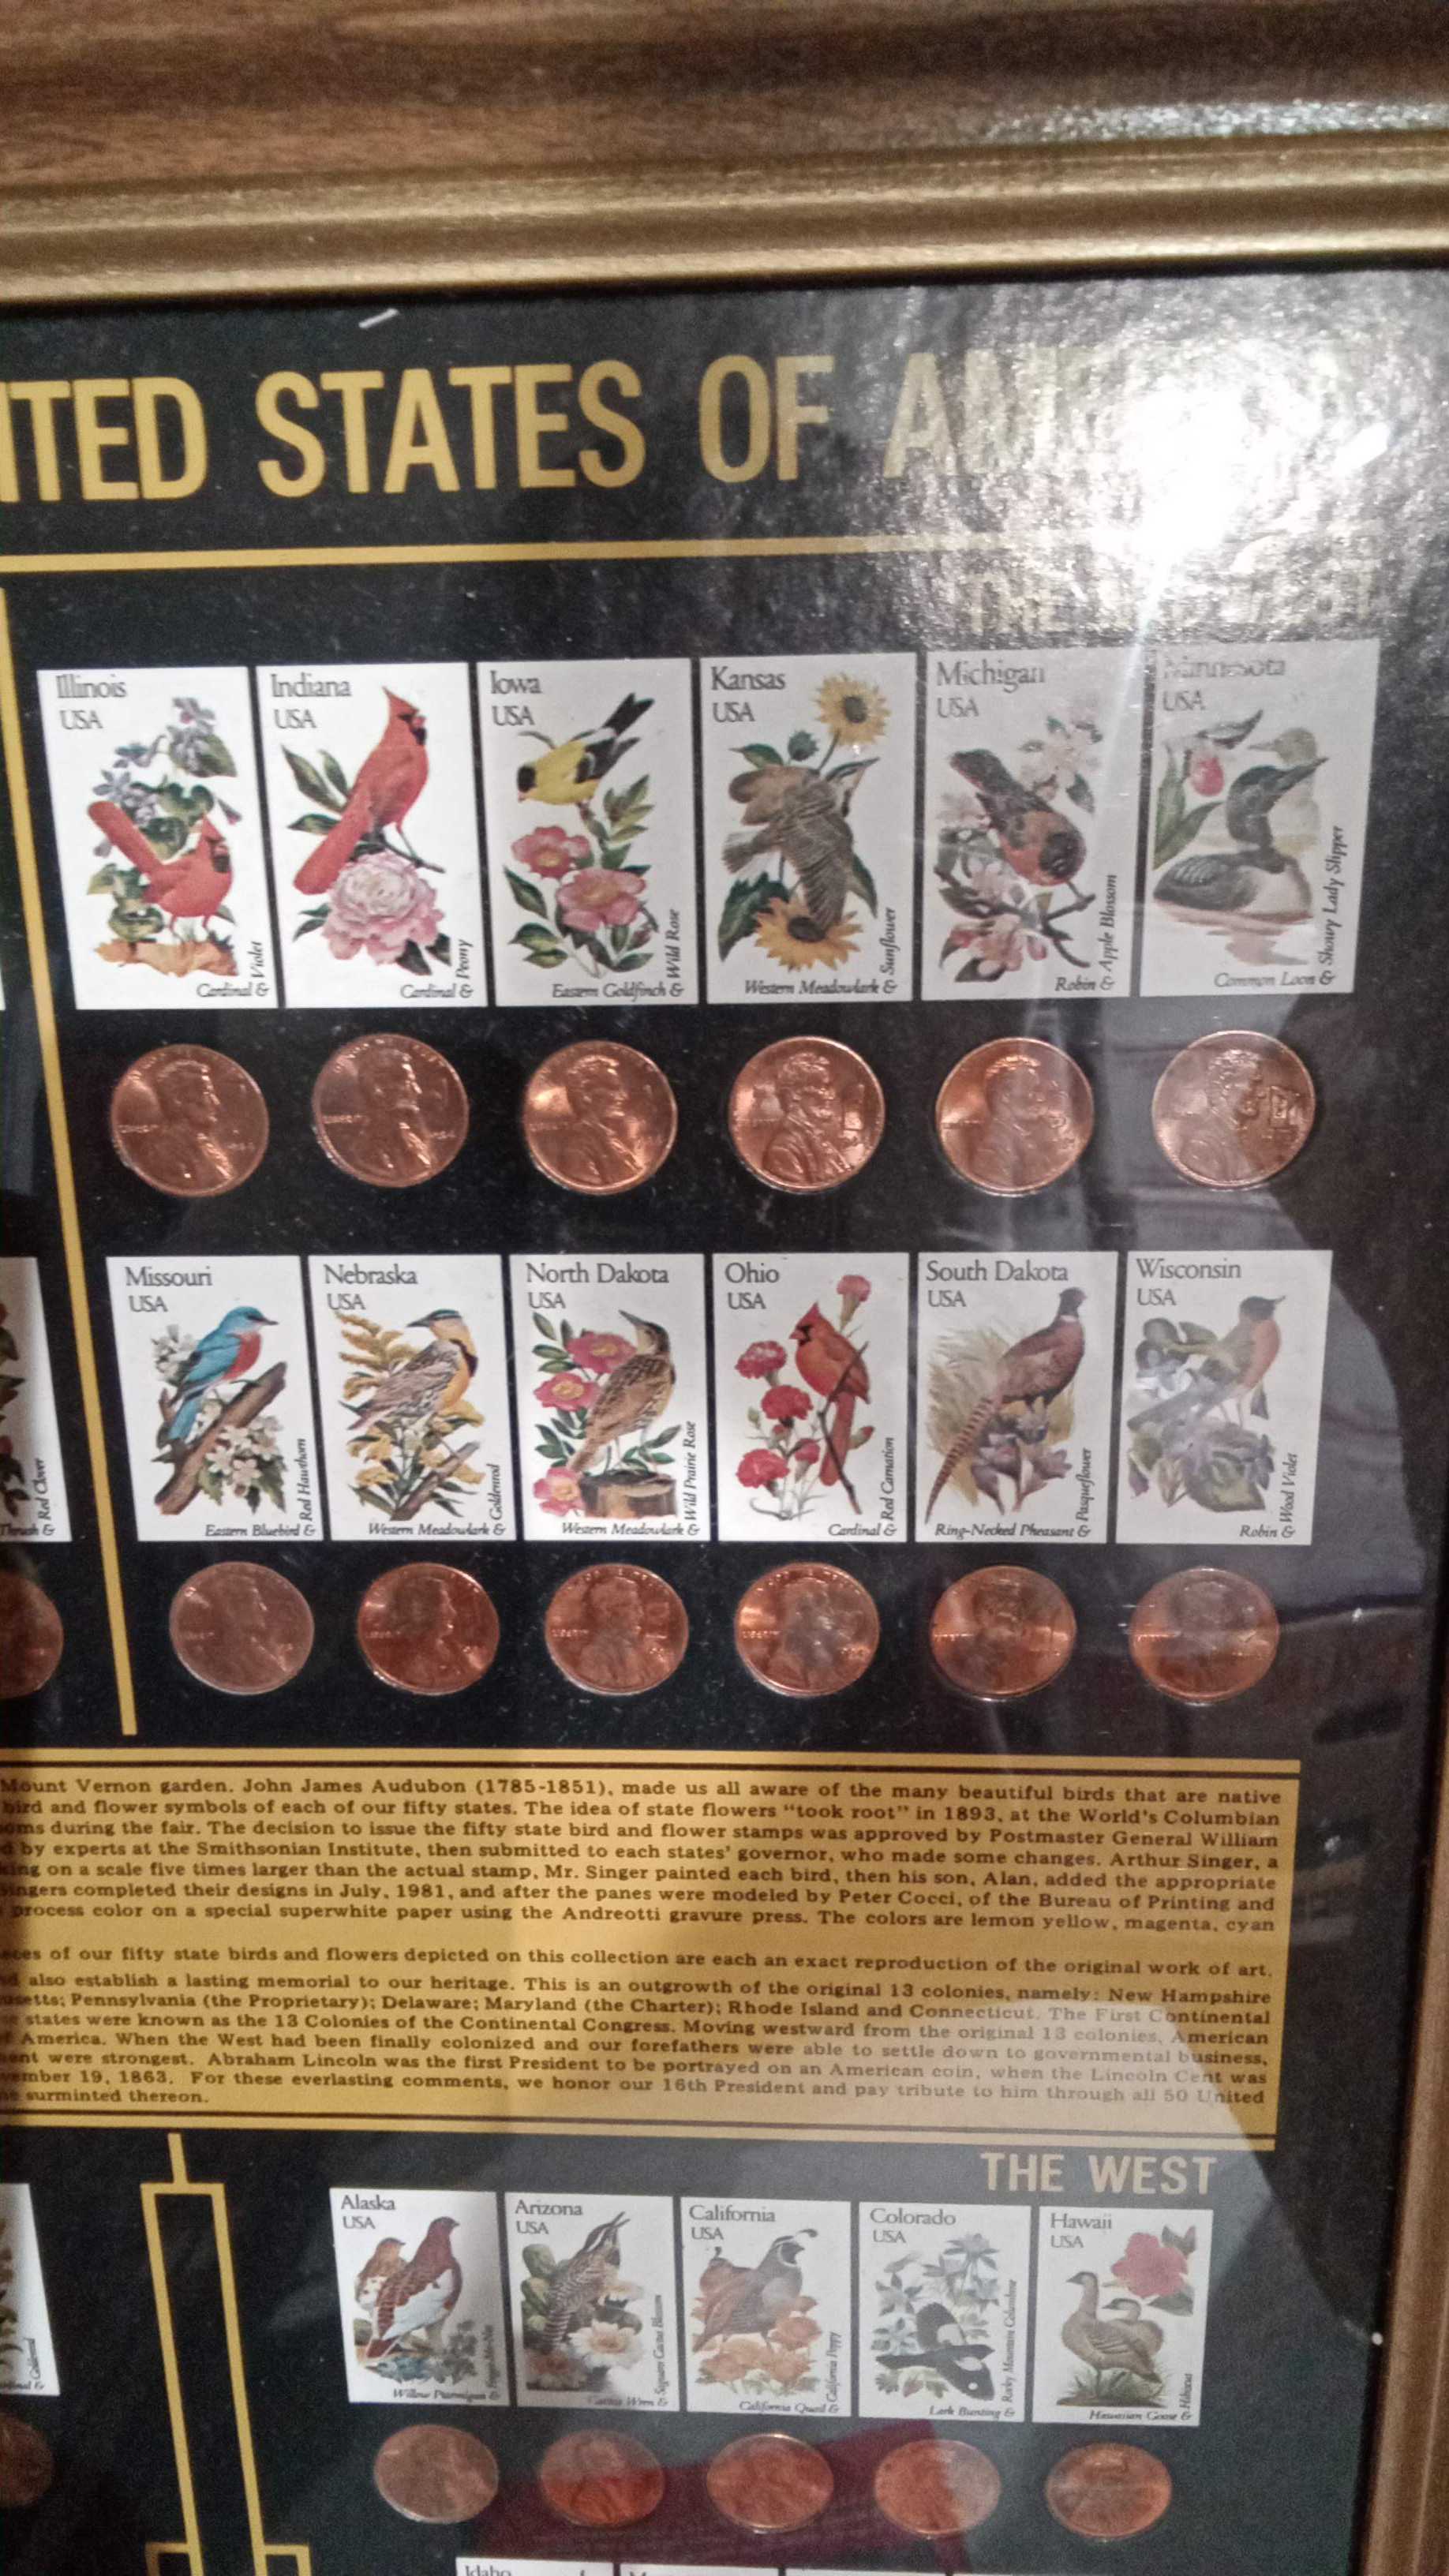 ITED STATES OF
Illinois
USA
Violet
Cardinal &
Indiana
USA
Peony
Cardinal &
Iowa
USA
Wild Rose
Eastern Goldfinch &
Kansas
USA
Sunflower
Western Meadowlark &
Michigan
USA
Apple Blossom
Robin &
Minnesota
USA
Showy Lady Slipper
Common Loon &
Red Clover
Thrush &
Missouri
USA
Red Hawthorn
Eastern Bluebird &
Nebraska
USA
Goldenrod
Western Meadowlark &
North Dakota
USA
Wild Prairie Rose
Western Meadowlark &
Ohio
USA
Red Carnation
Cardinal &
South Dakota
USA
Pasqueflower
Ring-Necked Pheasant &
Wisconsin
USA
Wood Violet
Robin &
Mount Vernon garden. John James Audubon (1785-1851), made us all aware of the many beautiful birds that are native
bird and flower symbols of each of our fifty states. The idea of state flowers "took root" in 1893, at the World's Columbian
oms during the fair. The decision to issue the fifty state bird and flower stamps was approved by Postmaster General William
d by experts at the Smithsonian Institute, then submitted to each states' governor, who made some changes. Arthur Singer, a
king on a scale five times larger than the actual stamp, Mr. Singer painted each bird, then his son, Alan, added the appropriate
ingers completed their designs in July, 1981, and after the panes were modeled by Peter Cocci, of the Bureau of Printing and
process color on a special superwhite paper using the Andreotti gravure press. The colors are lemon yellow, magenta, cyan
of our fifty state birds and flowers depicted on this collection are each an exact reproduction of the original work of art.
also establish a lasting memorial to our heritage. This is an outgrowth of the original 13 colonies, namely: New Hampshire
usetts; Pennsylvania (the Proprietary); Delaware; Maryland (the Charter); Rhode Island and Connecticut. The First Continental
states were known as the 13 Colonies of the Continental Congress. Moving westward from the original 13 colonies, American
of America. When the West had been finally colonized and our forefathers were able to settle down to governmental business,
ent were strongest. Abraham Lincoln was the first President to be portrayed on an American coin, when the Lincoln Cent was
vember 19, 1863. For these everlasting comments, we honor our 16th President and pay tribute to him through all 50 United
surminted thereon.
THE WEST
Alaska
USA
Willow Ptarmigan &
Arizona
USA
Saguaro Cactus Blossom
Cactus Wren &
California
USA
California Poppy
California Quail &
Colorado
USA
Rocky Mountain Columbine
Lark Bunting &
Hawaii
USA
Hibiscus
Hawaiian Goose &
Idaho